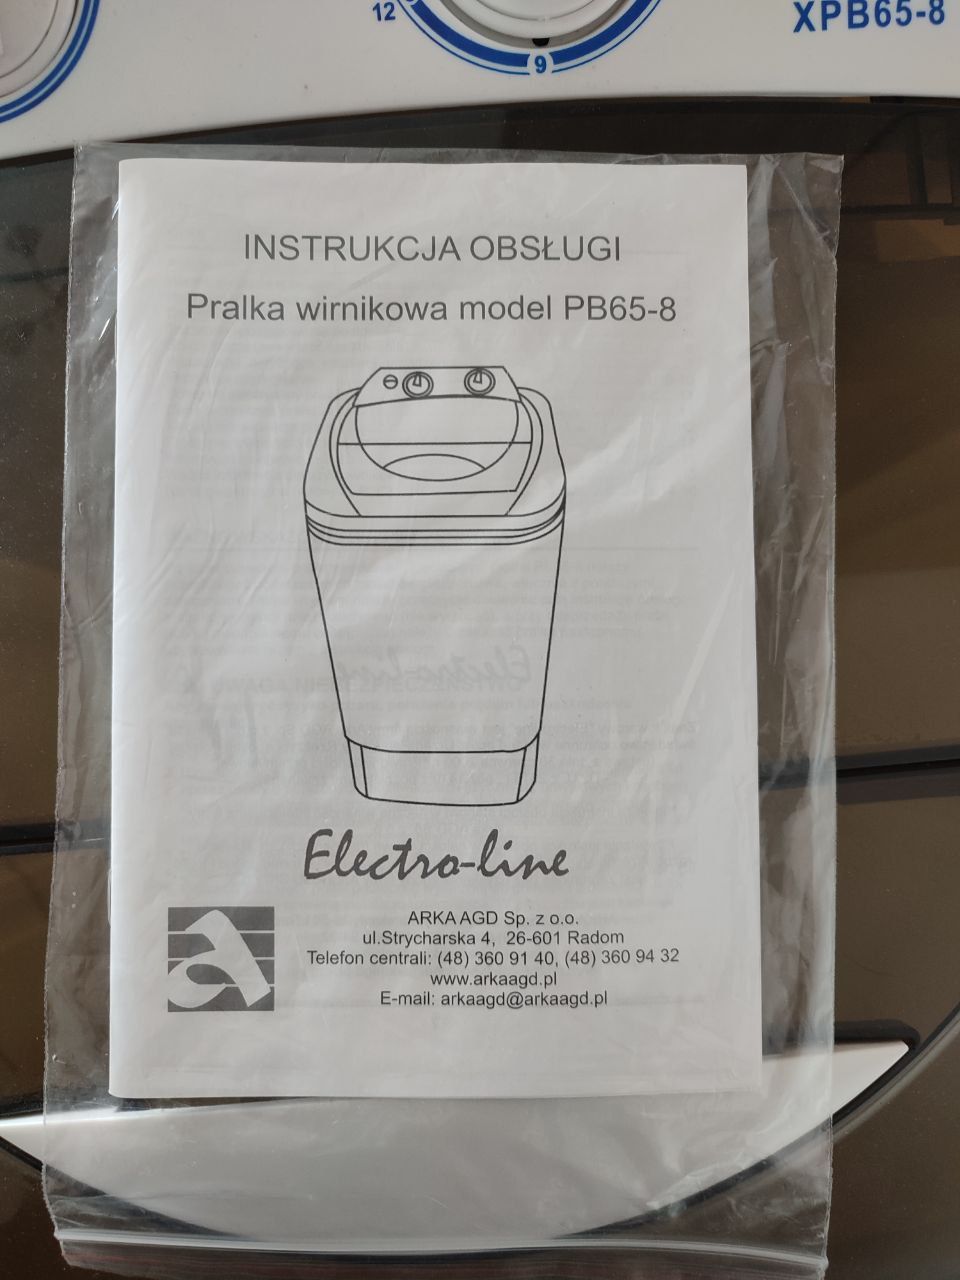 12
9
XPB65-8
INSTRUKCJA OBSŁUGI
Pralka wirnikowa model PB65-8
Electro-line
ARKA AGD Sp. z o.o.
ul.Strycharska 4, 26-601 Radom
Telefon centrali: (48) 360 91 40, (48) 360 94 32
www.arkaagd.pl
E-mail: arkaagd@arkaagd.pl